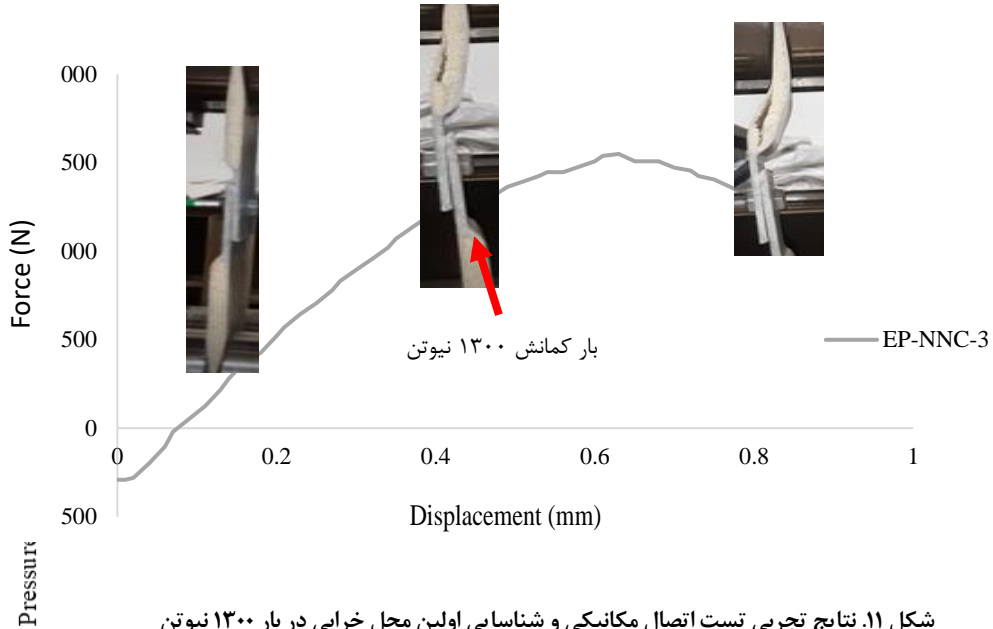 000
500
000
500
0
500
Force (N)
0
0.2
0.4
0.6
0.8
1
Displacement (mm)
EP-NNC-3
بار کمانش ۱۳۰۰ نیوتن
Pressure
شکل ۱۱. نتایج تجربی تست اتصال مکانیکی و شناسایی اولین محل خرابی در بار ۱۳۰۰ نیوتن